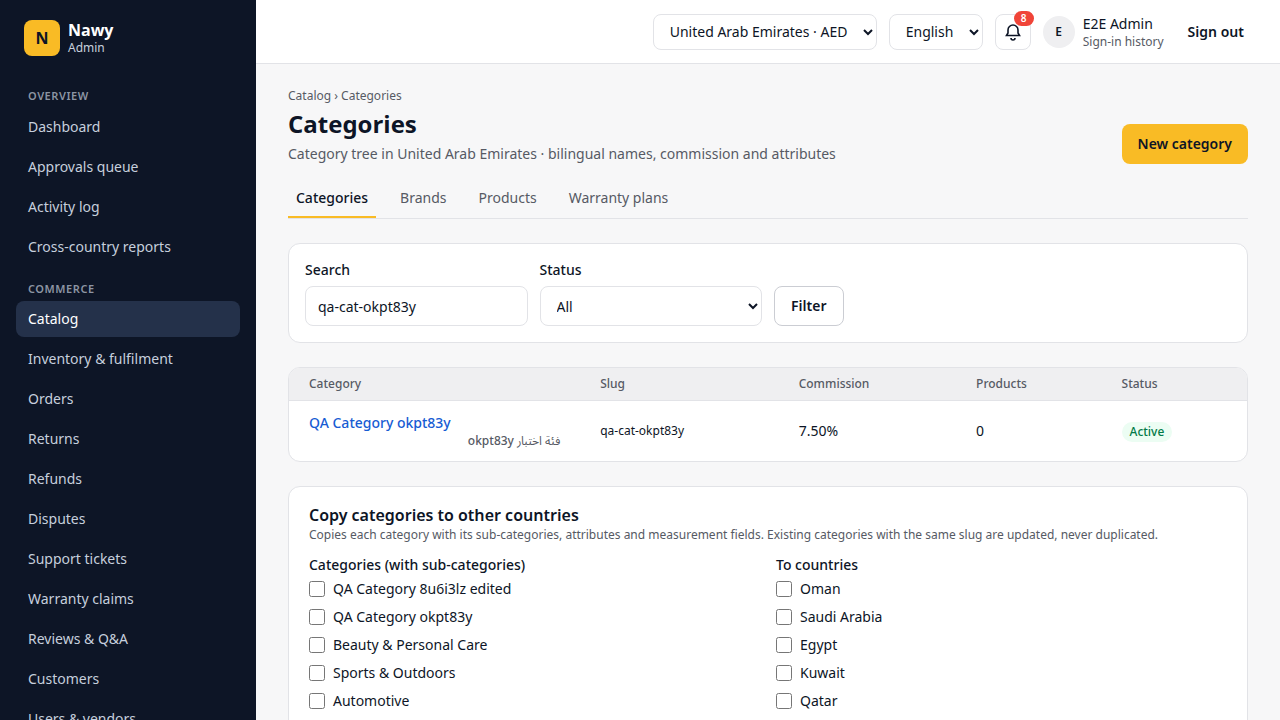 N
Nawy
Admin
OVERVIEW
Dashboard
Approvals queue
Activity log
Cross-country reports
COMMERCE
Catalog
Inventory & fulfilment
Orders
Returns
Refunds
Disputes
Support tickets
Warranty claims
Reviews & Q&A
Customers
Users & vendors
United Arab Emirates · AED
English
8
E
E2E Admin
Sign-in history
Sign out
Catalog › Categories
Categories
Category tree in United Arab Emirates · bilingual names, commission and attributes
New category
Categories Brands Products Warranty plans
Search Status
qa-cat-okpt83y All Filter
Category Slug Commission Products Status
QA Category okpt83y
فئة اختبار okpt83y
qa-cat-okpt83y 7.50% 0 Active
Copy categories to other countries
Copies each category with its sub-categories, attributes and measurement fields. Existing categories with the same slug are updated, never duplicated.
Categories (with sub-categories)
QA Category 8u6i3lz edited
QA Category okpt83y
Beauty & Personal Care
Sports & Outdoors
Automotive
To countries
Oman
Saudi Arabia
Egypt
Kuwait
Qatar